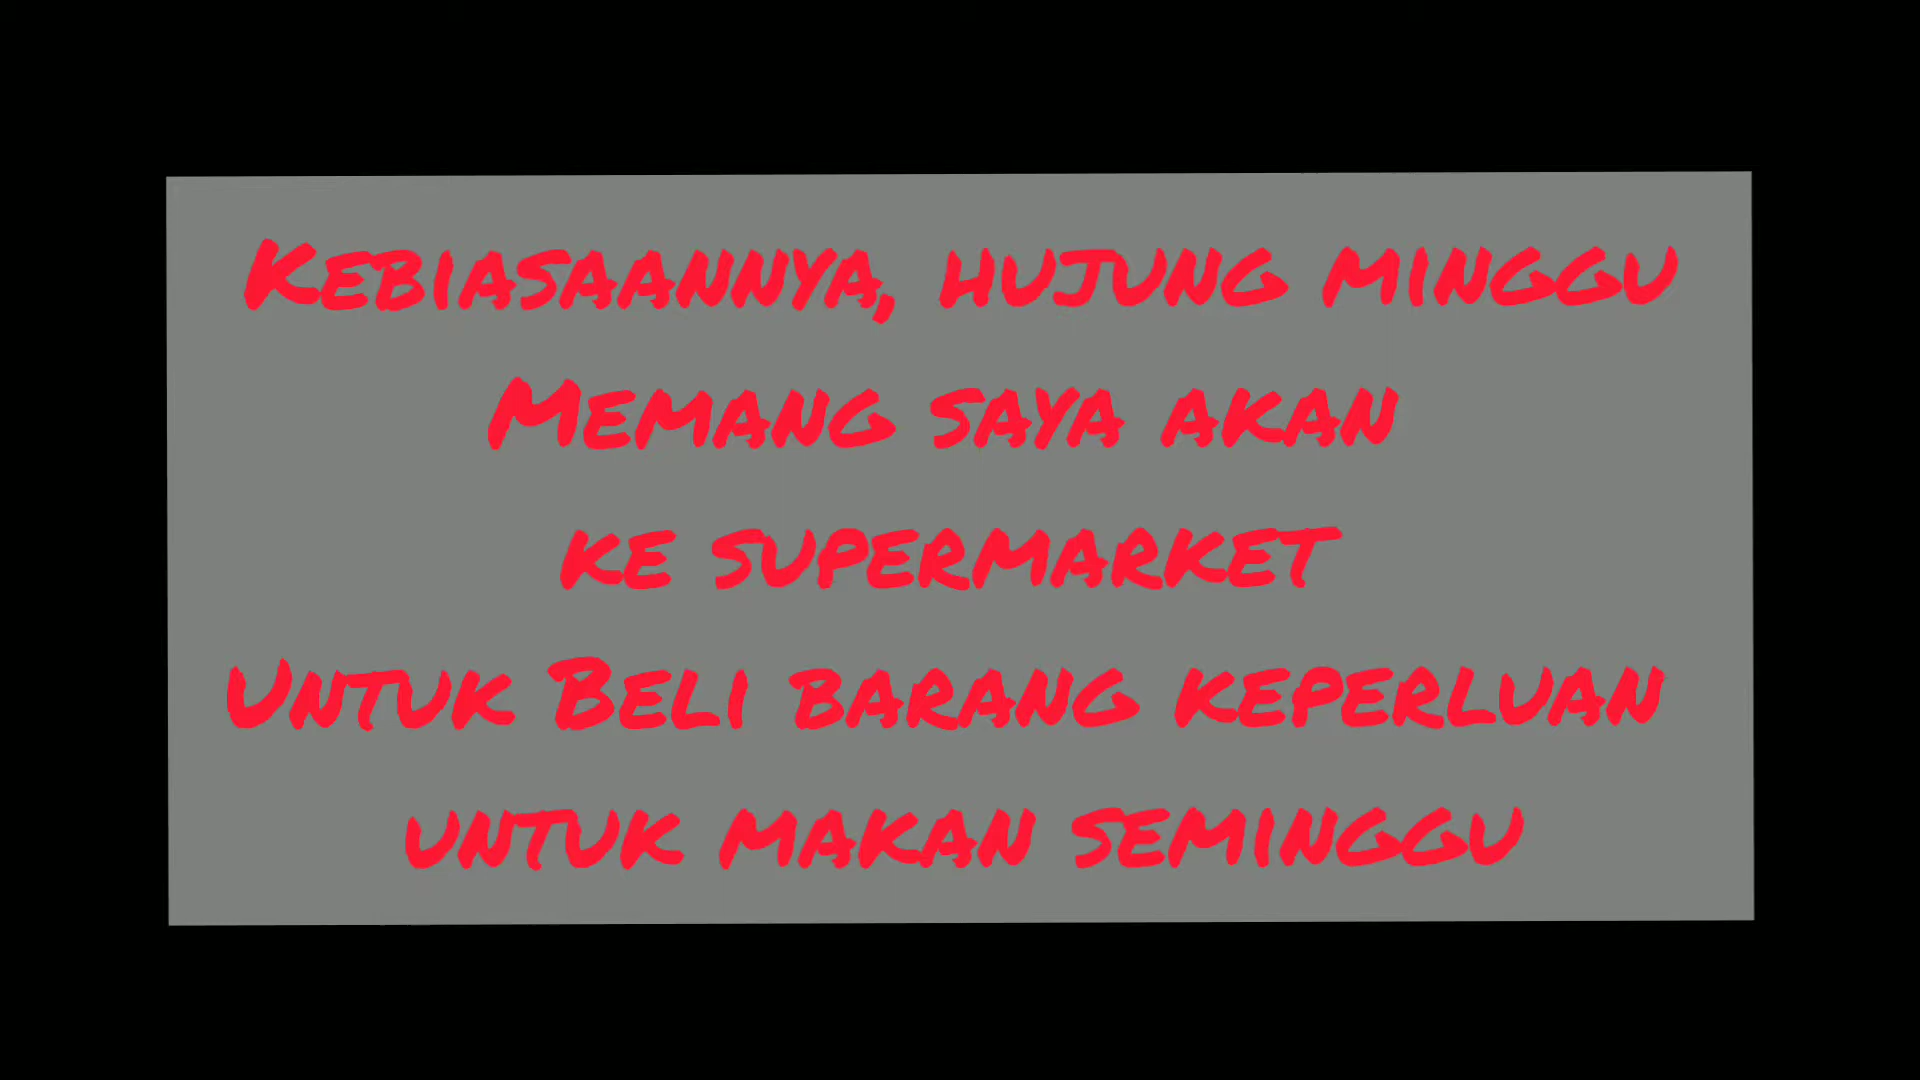 Kebiasaannya, hujung minggu
Memang saya akan
ke supermarket
Untuk Beli barang keperluan
untuk makan seminggu